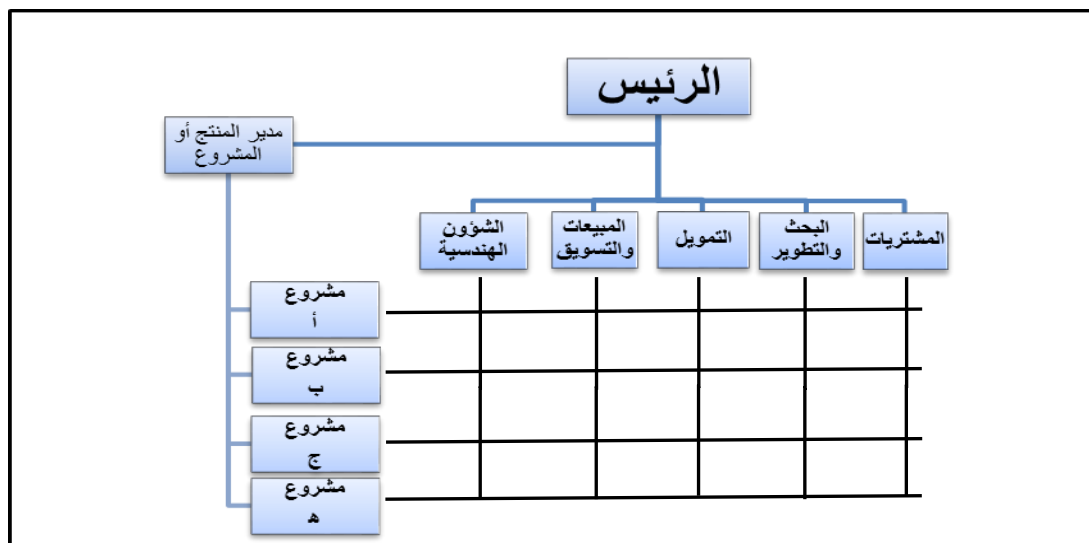 الرئيس
مدير المنتج أو
المشروع
المشتريات
البحث
والتطوير
التمويل
المبيعات
والتسويق
الشؤون
الهندسية
مشروع
أ
مشروع
ب
مشروع
ج
مشروع
ه